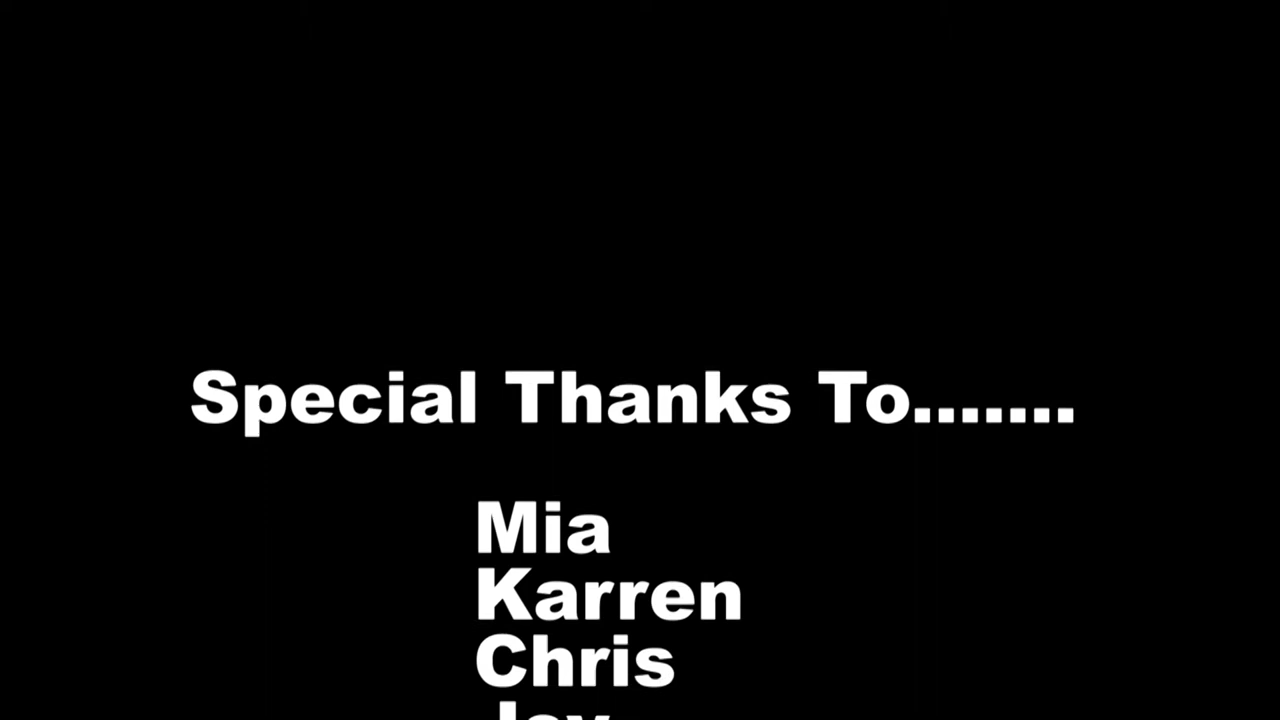 Special Thanks To.......
Mia
Karren
Chris